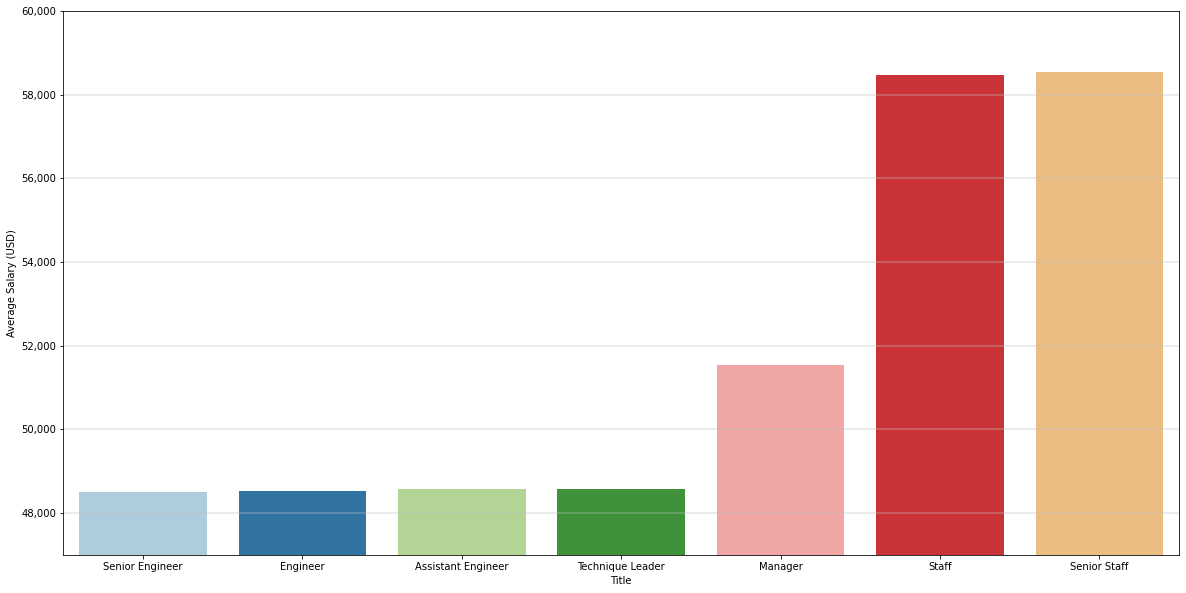 60,000
58,000
56,000
54,000
52,000
50,000
48,000
Average Salary (USD)
Senior Engineer
Engineer
Assistant Engineer
Technique Leader
Manager
Staff
Senior Staff
Title